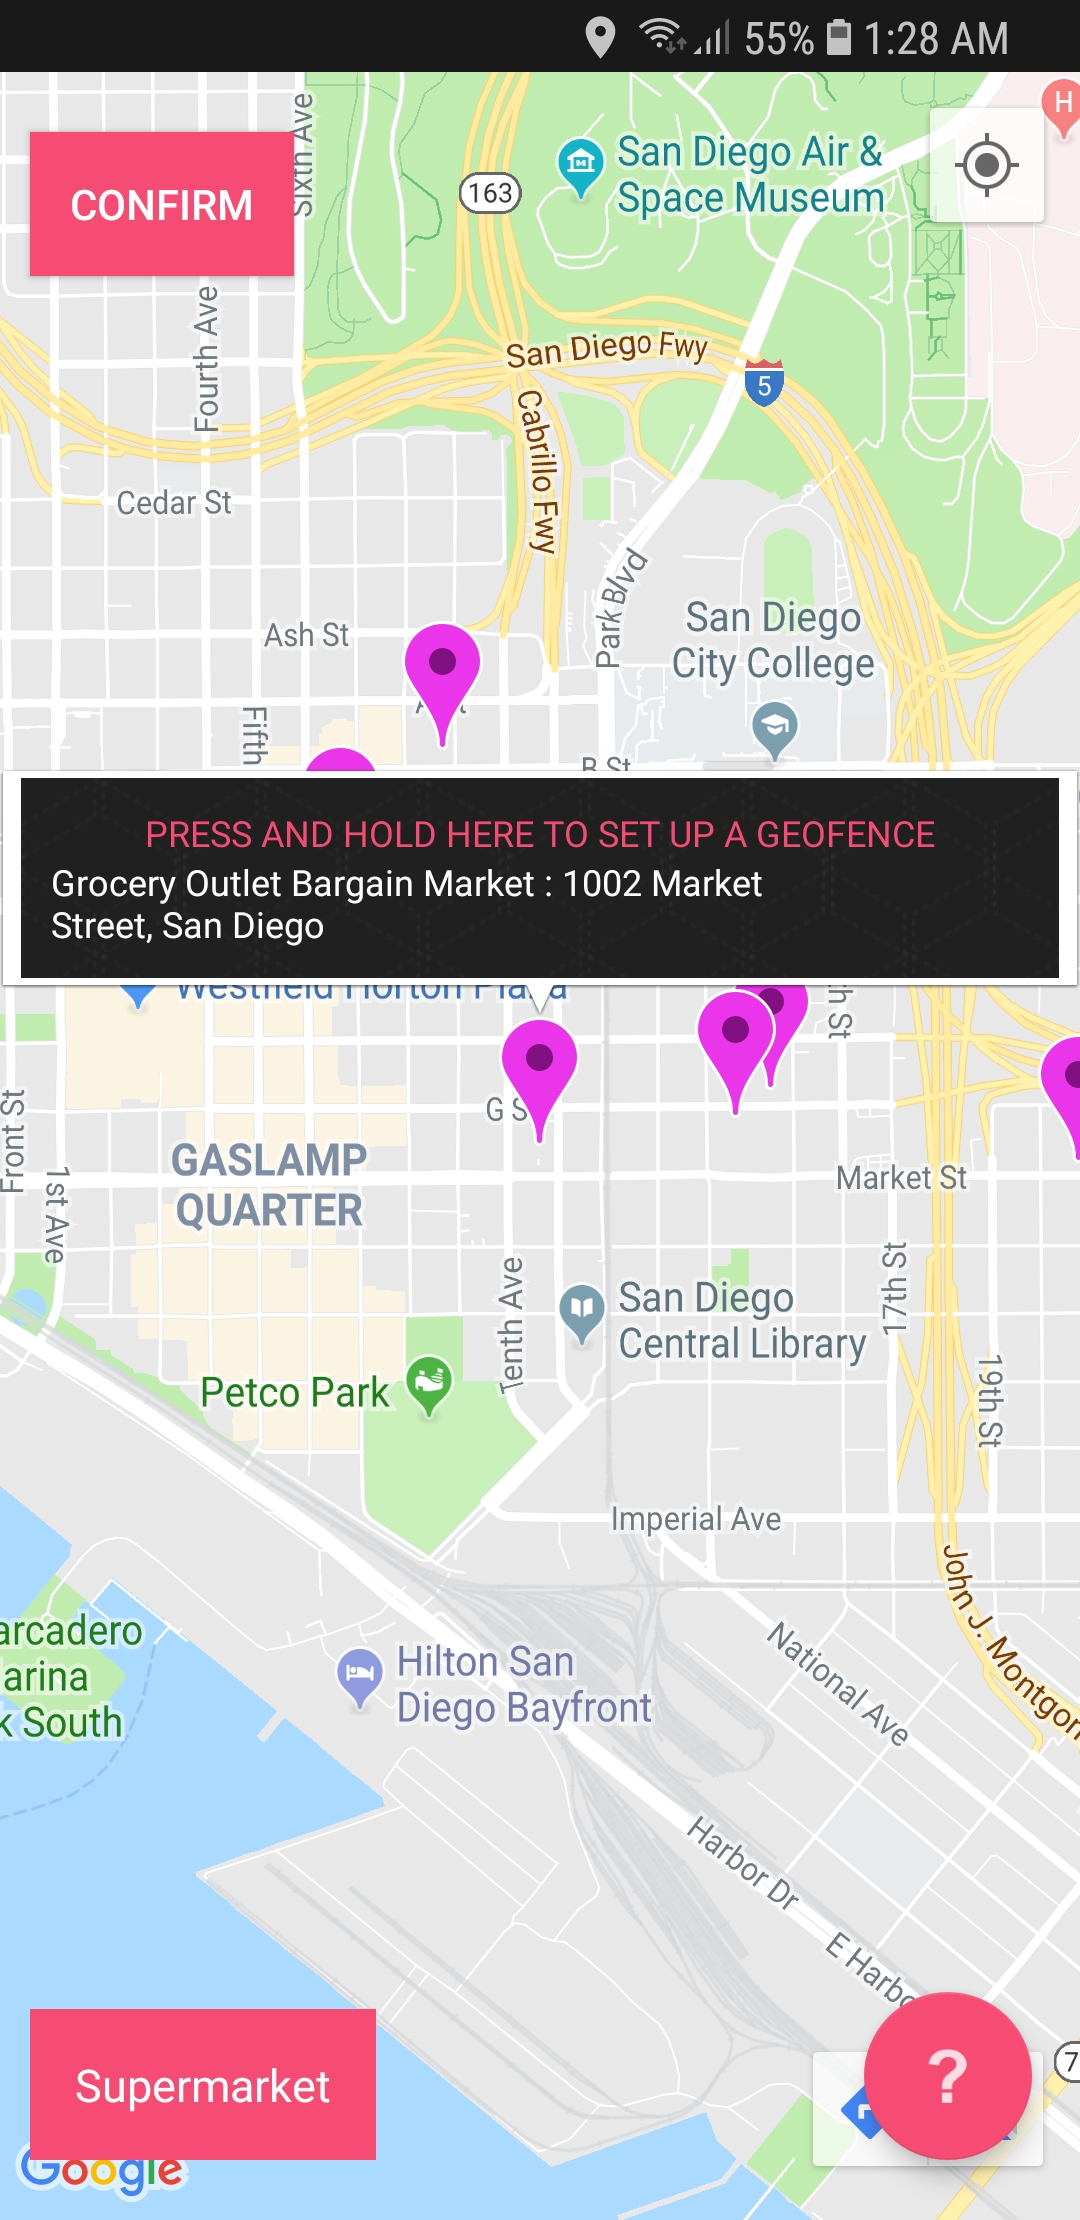 55% 1:28 AM
H
Sixth Ave
CONFIRM
163
San Diego Air &
Space Museum
Fourth Ave
San Diego Fwy
5
Cabrillo Fwy
Cedar St
Park Blvd
Ash St
San Diego
City College
Fifth
B St
PRESS AND HOLD HERE TO SET UP A GEOFENCE
Grocery Outlet Bargain Market : 1002 Market
Street, San Diego
Westfield Horton Plaza
Front St
G S
GASLAMP
QUARTER
1st Ave
Market St
Tenth Ave
17th St
San Diego
Central Library
Petco Park
19th St
Imperial Ave
John J. Montgom
arcadero
arina
k South
Hilton San
Diego Bayfront
National Ave
Harbor Dr
E Harbo
Supermarket
?
7
Google